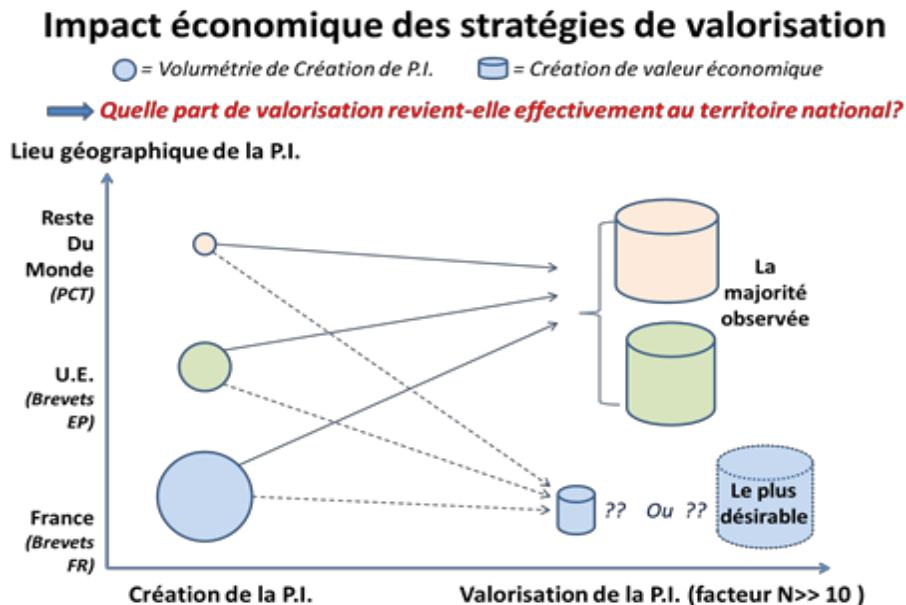 Impact économique des stratégies de valorisation
= Volumétrie de Création de P.I.
= Création de valeur économique
Quelle part de valorisation revient-elle effectivement au territoire national?
Lieu géographique de la P.I.
Reste
Du
Monde
(PCT)
La
majorité
observée
U.E.
(Brevets
EP)
France
(Brevets
FR)
?? Ou ??
Le plus
désirable
Création de la P.I.
Valorisation de la P.I. (facteur N>> 10 )